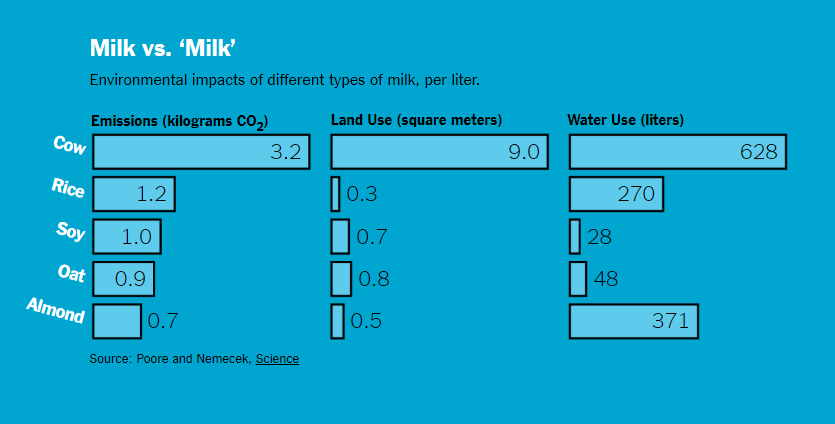 Milk vs. ‘Milk’
Environmental impacts of different types of milk, per liter.
Emissions (kilograms CO₂) Land Use (square meters) Water Use (liters)
Cow 3.2 9.0 628
Rice 1.2 0.3 270
Soy 1.0 0.7 28
Oat 0.9 0.8 48
Almond 0.7 0.5 371
Source: Poore and Nemecek, Science